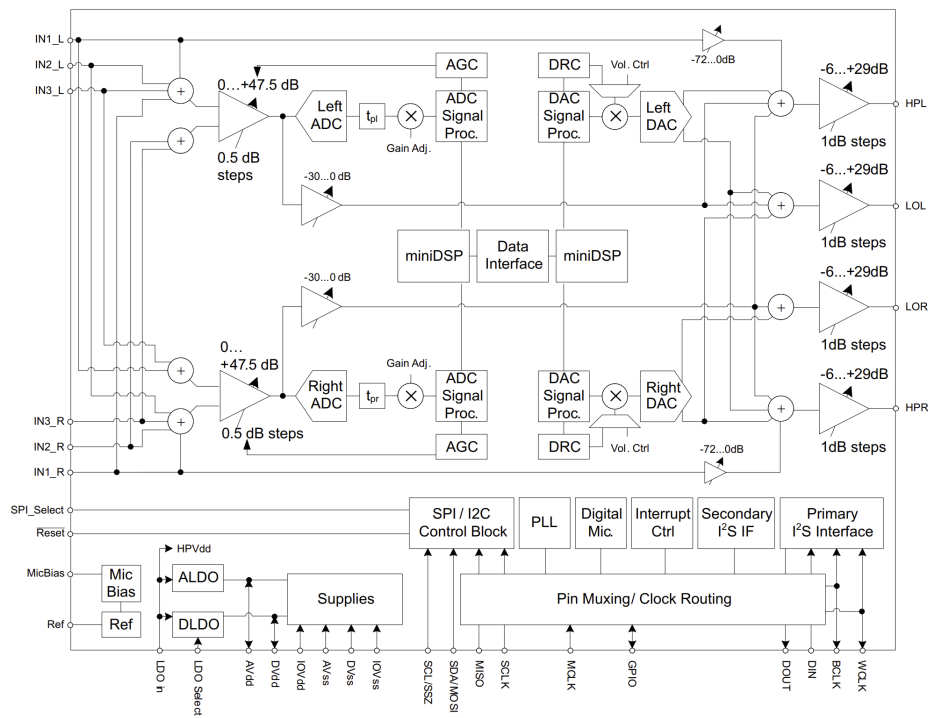 IN1_L
IN2_L
IN3_L
0…+47.5 dB
0.5 dB
steps
Left
ADC
tpl
Gain Adj.
AGC
ADC
Signal
Proc.
DRC
Vol. Ctrl
DAC
Signal
Proc.
Left
DAC
-72...0dB
-6...+29dB
HPL
1dB steps
-30...0 dB
-6...+29dB
LOL
1dB steps
miniDSP
Data
Interface
miniDSP
-30...0 dB
-6...+29dB
LOR
1dB steps
0…
+47.5 dB
0.5 dB steps
Right
ADC
tpr
Gain Adj.
ADC
Signal
Proc.
AGC
DAC
Signal
Proc.
DRC
Vol. Ctrl
Right
DAC
-72...0dB
-6...+29dB
HPR
1dB steps
IN3_R
IN2_R
IN1_R
SPI_Select
Reset
SPI / I2C
Control Block
PLL
Digital
Mic.
Interrupt
Ctrl
Secondary
I2S IF
Primary
I2S Interface
HPVdd
MicBias
Mic
Bias
Ref
Ref
ALDO
DLDO
Supplies
Pin Muxing/ Clock Routing
LDO in
LDO Select
AVdd
DVdd
IOVdd
AVss
DVss
IOVss
SCL/SSZ
SDA/MOSI
MISO
SCLK
MCLK
GPIO
DOUT
DIN
BCLK
WCLK